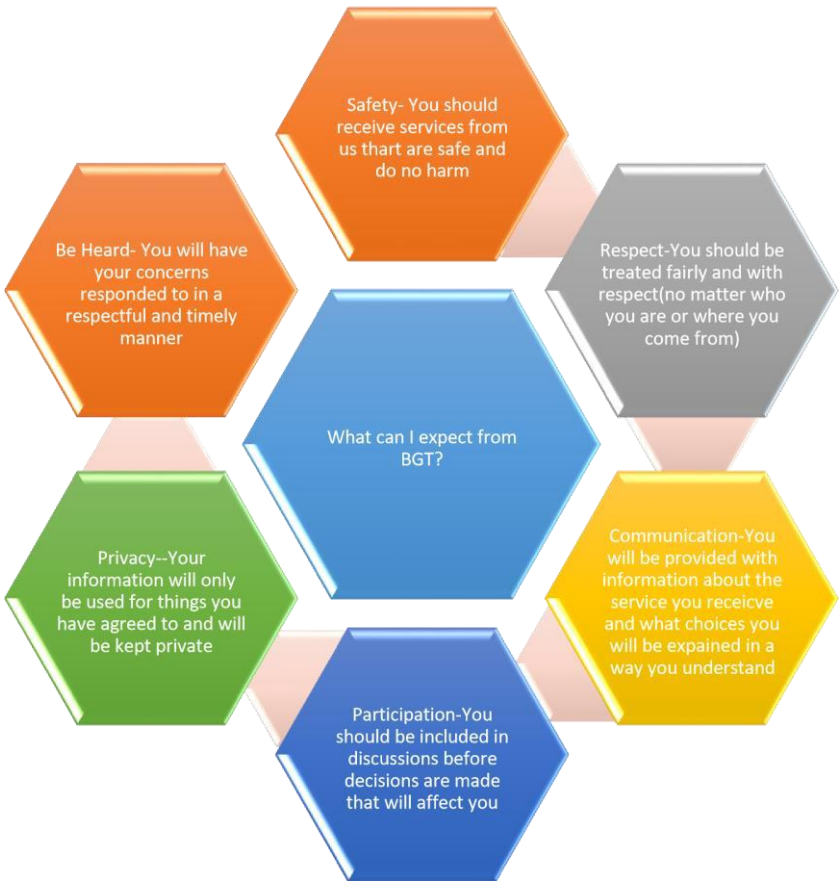 Safety- You should
receive services from
us thart are safe and
do no harm
Respect-You should be
treated fairly and with
respect(no matter who
you are or where you
come from)
Communication-You
will be provided with
information about the
service you receicve
and what choices you
will be expained in a
way you understand
Participation-You
should be included in
discussions before
decisions are made
that will affect you
Privacy--Your
information will only
be used for things you
have agreed to and will
be kept private
Be Heard- You will have
your concerns
responded to in a
respectful and timely
manner
What can I expect from
BGT?